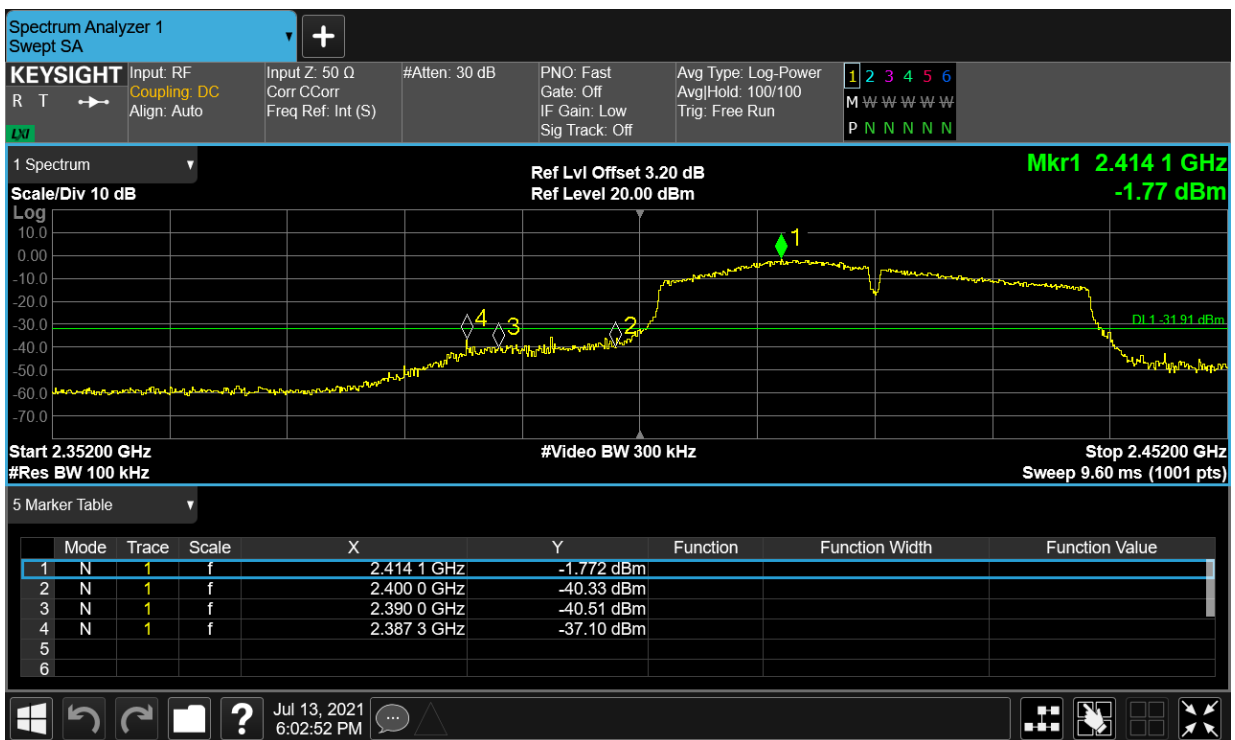 Spectrum Analyzer 1
Swept SA
+
KEYSIGHT
R T
LXI
Input: RF
Coupling: DC
Align: Auto
Input Z: 50 Ω
Corr CCorr
Freq Ref: Int (S)
#Atten: 30 dB
PNO: Fast
Gate: Off
IF Gain: Low
Sig Track: Off
Avg Type: Log-Power
Avg|Hold: 100/100
Trig: Free Run
1 2 3 4 5 6
M W W W W W
P N N N N N
1 Spectrum
Scale/Div 10 dB
Ref Lvl Offset 3.20 dB
Ref Level 20.00 dBm
Mkr1 2.414 1 GHz
-1.77 dBm
Log
10.0
0.00
-10.0
-20.0
-30.0
-40.0
-50.0
-60.0
-70.0
1
4
3
2
DL1 -31.91 dBm
Start 2.35200 GHz
#Video BW 300 kHz
Stop 2.45200 GHz
#Res BW 100 kHz
Sweep 9.60 ms (1001 pts)
5 Marker Table
Mode Trace Scale X Y Function Function Width Function Value
1 N 1 f 2.414 1 GHz -1.772 dBm
2 N 1 f 2.400 0 GHz -40.33 dBm
3 N 1 f 2.390 0 GHz -40.51 dBm
4 N 1 f 2.387 3 GHz -37.10 dBm
5
6
?
Jul 13, 2021
6:02:52 PM